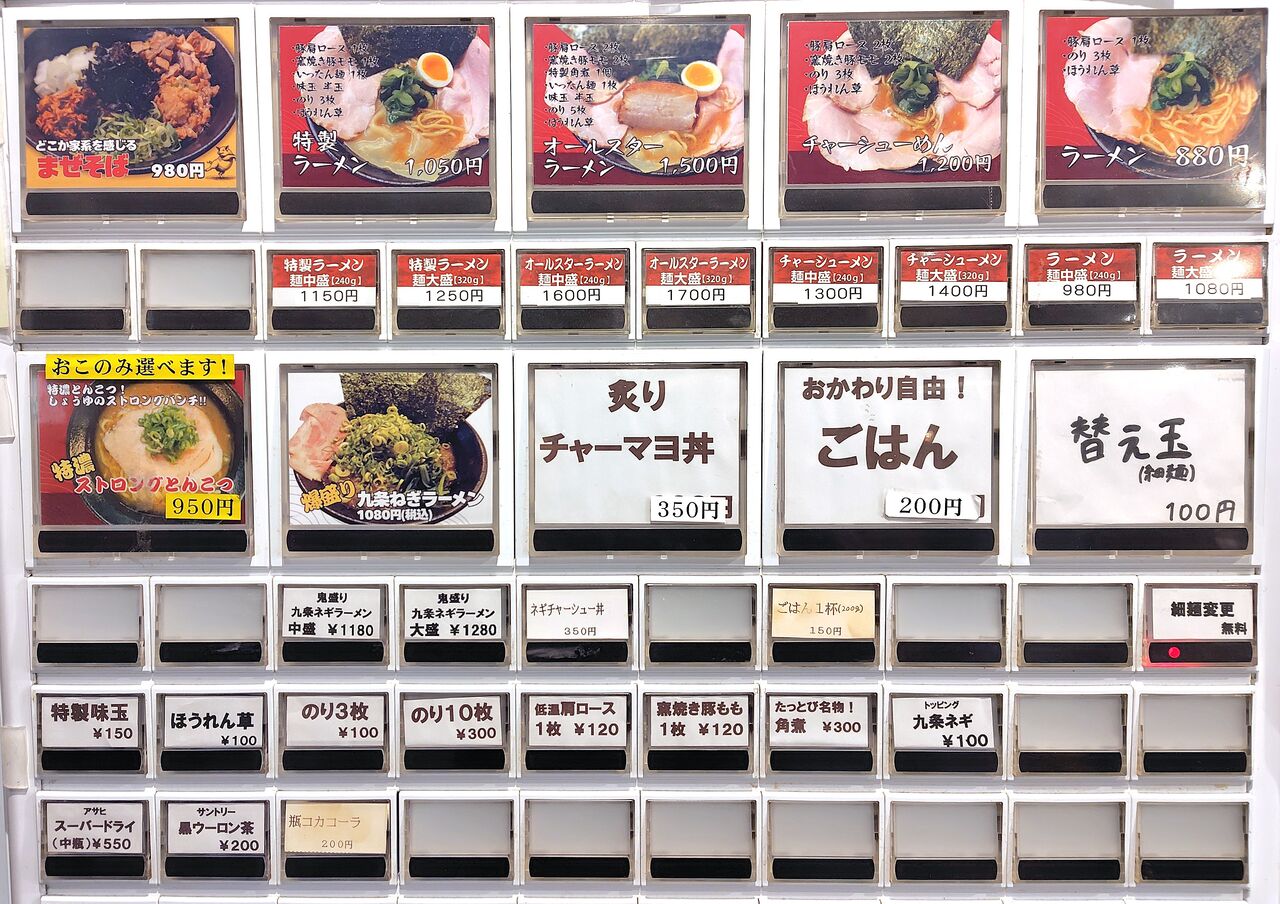 どこか家系を感じる
まぜそば 980円
・豚肩ロース 1枚
・窯焼き豚モモ 1枚
・いったん麺 1枚
・味玉 半玉
・のり 3枚
・ほうれん草
特製
ラーメン 1,050円
・豚肩ロース 2枚
・窯焼き豚モモ 2枚
・特製角煮 1個
・いったん麺 1枚
・味玉 半玉
・のり 5枚
・ほうれん草
オールスター
ラーメン 1,500円
・豚肩ロース 2枚
・窯焼き豚モモ 2枚
・のり 3枚
・ほうれん草
チャーシューめん
1,200円
・豚肩ロース 1枚
・のり 3枚
・ほうれん草
ラーメン 880円
特製ラーメン
麺中盛[240g]
1150円
特製ラーメン
麺大盛[320g]
1250円
オールスターラーメン
麺中盛[240g]
1600円
オールスターラーメン
麺大盛[320g]
1700円
チャーシューメン
麺中盛[240g]
1300円
チャーシューメン
麺大盛[320g]
1400円
ラーメン
麺中盛[240g]
980円
ラーメン
麺大盛[320g]
1080円
おこのみ選べます!
特濃とんこつ!
しょうゆのストロングパンチ!!
特濃
ストロングとんこつ
950円
爆盛り 九条ねぎラーメン
1080円(税込)
炙り
チャーマヨ丼
350円
おかわり自由!
ごはん
200円
替え玉
(細麺)
100円
鬼盛り
九条ネギラーメン
中盛 ¥1180
鬼盛り
九条ネギラーメン
大盛 ¥1280
ネギチャーシュー丼
350円
ごはん1杯(200g)
150円
細麺変更
無料
特製味玉
¥150
ほうれん草
¥100
のり3枚
¥100
のり10枚
¥300
低温肩ロース
1枚 ¥120
窯焼き豚もも
1枚 ¥120
たっとび名物!
角煮 ¥300
トッピング
九条ネギ
¥100
アサヒ
スーパードライ
(中瓶)¥550
サントリー
黒ウーロン茶
¥200
瓶コカコーラ
200円